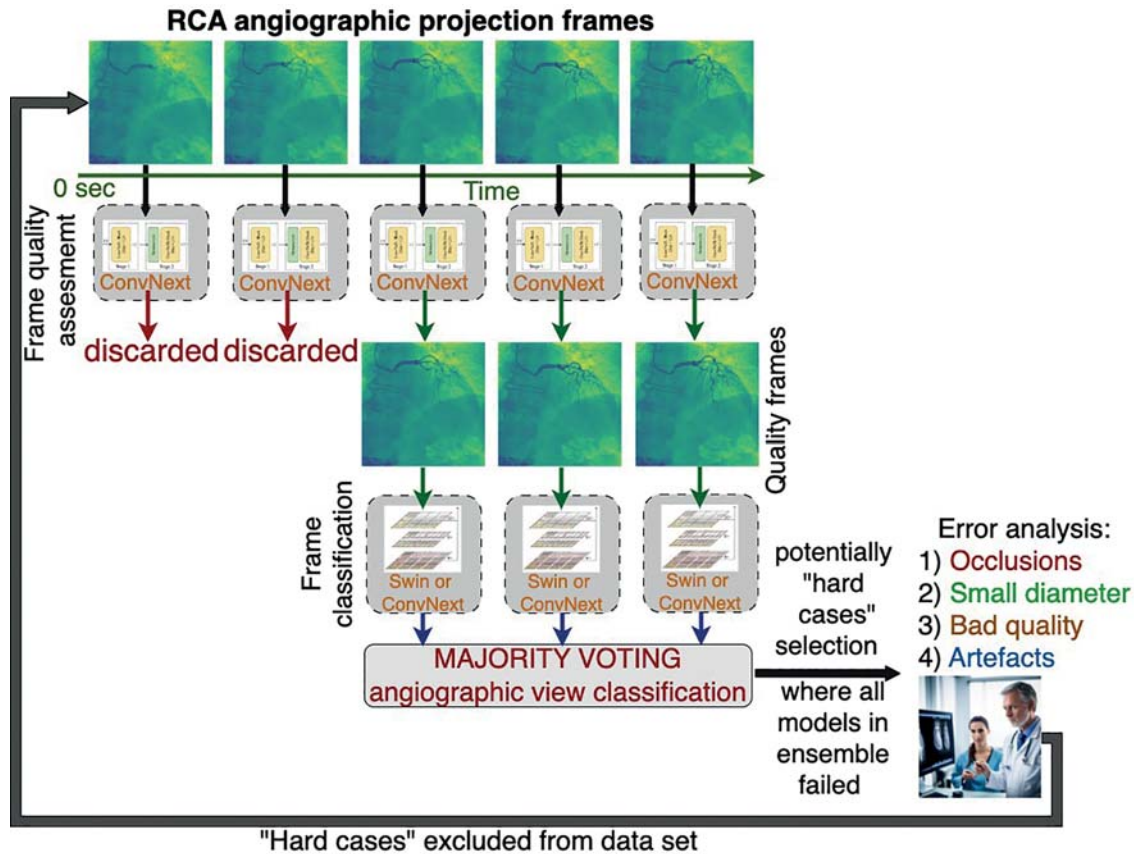 RCA angiographic projection frames
0 sec
Time
Frame quality
assesmemt
ConvNext
ConvNext
ConvNext
ConvNext
ConvNext
discarded
discarded
Quality frames
Frame
classification
Swin or
ConvNext
Swin or
ConvNext
Swin or
ConvNext
MAJORITY VOTING
angiographic view classification
potentially
"hard
cases"
selection
where all
models in
ensemble
failed
Error analysis:
1) Occlusions
2) Small diameter
3) Bad quality
4) Artefacts
"Hard cases" excluded from data set